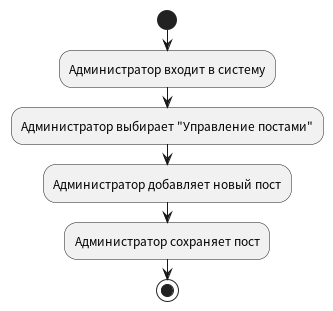 Администратор входит в систему
Администратор выбирает "Управление постами"
Администратор добавляет новый пост
Администратор сохраняет пост